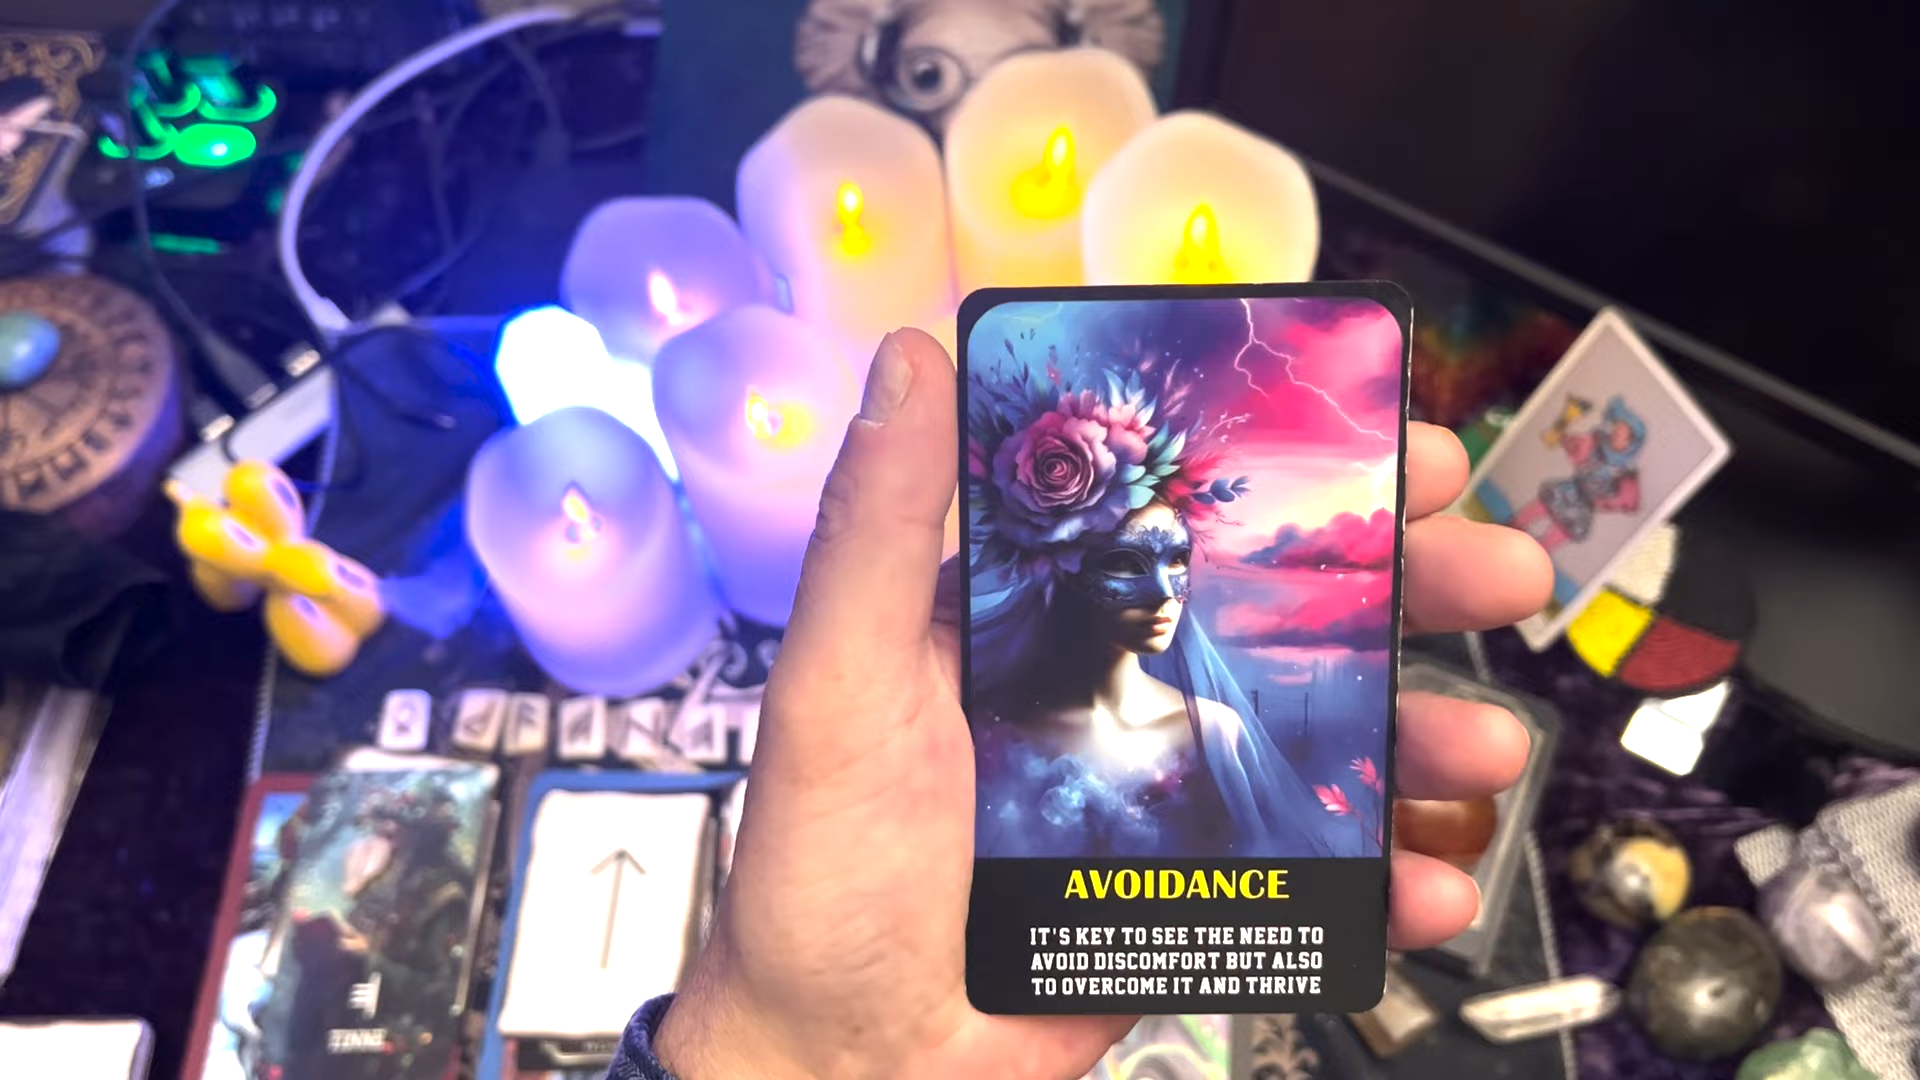 AVOIDANCE
IT'S KEY TO SEE THE NEED TO
AVOID DISCOMFORT BUT ALSO
TO OVERCOME IT AND THRIVE